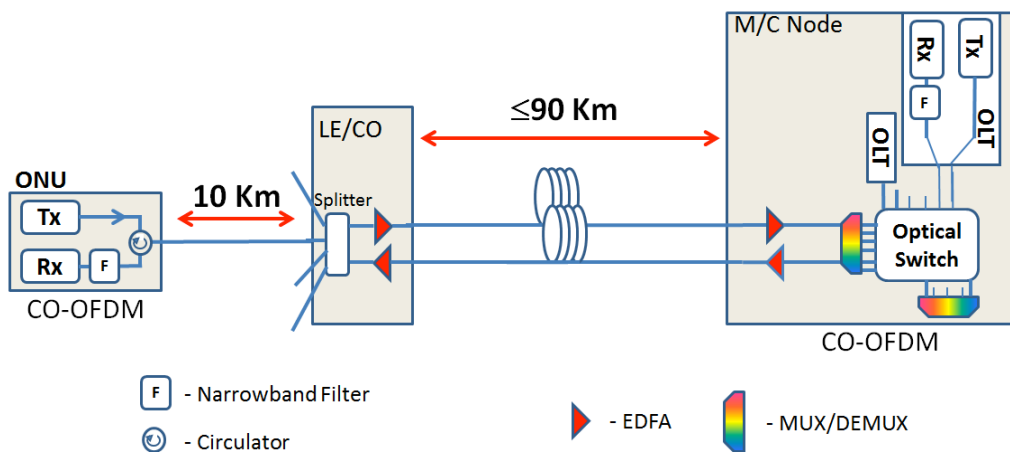 M/C Node
Rx
Tx
F
OLT
OLT
≤90 Km
LE/CO
ONU
10 Km
Splitter
Tx
Rx
F
Optical
Switch
CO-OFDM
CO-OFDM
F - Narrowband Filter
- Circulator
- EDFA
- MUX/DEMUX